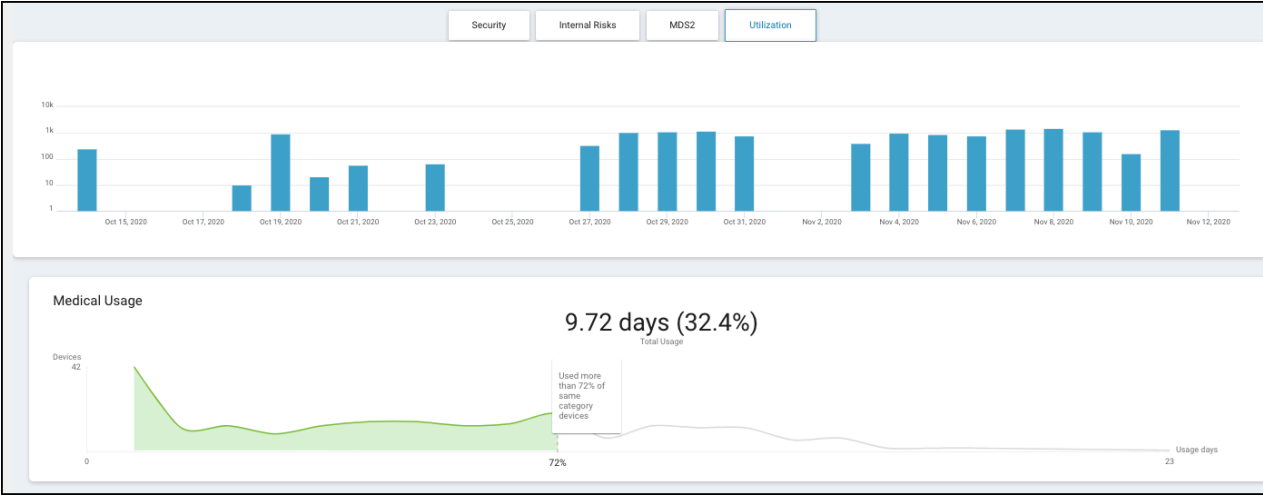 Security Internal Risks MDS2 Utilization
10k
1k
100
10
1
Oct 15, 2020 Oct 17, 2020 Oct 19, 2020 Oct 21, 2020 Oct 23, 2020 Oct 25, 2020 Oct 27, 2020 Oct 29, 2020 Oct 31, 2020 Nov 2, 2020 Nov 4, 2020 Nov 6, 2020 Nov 8, 2020 Nov 10, 2020 Nov 12, 2020
Medical Usage
9.72 days (32.4%)
Total Usage
Devices
42
Used more
than 72% of
same
category
devices
Usage days
0 72% 23